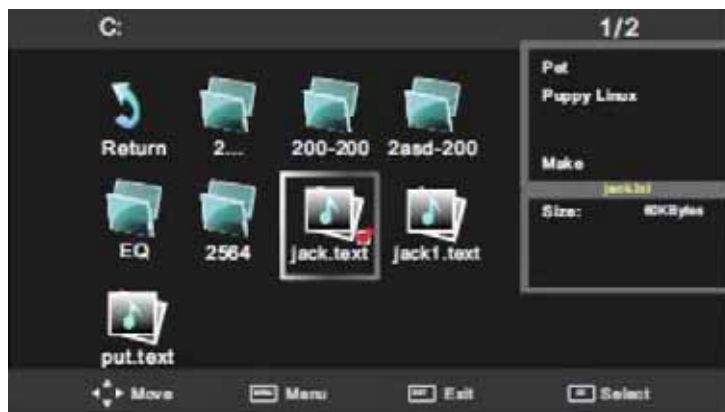 C:
1/2
Return
2...
200-200
2asd-200
EQ
2564
jack.text
jack1.text
put.text
Pet
Puppy Linux
Make
jack.txt
Size: 60KBytes
Move
Menu
Exit
Select